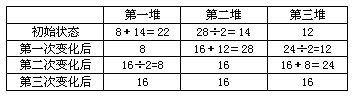 第一堆 第二堆 第三堆
初始状态 8+14=22 28÷2=14 12
第一次变化后 8 16+12=28 24÷2=12
第二次变化后 16÷2=8 16 16+8=24
第三次变化后 16 16 16